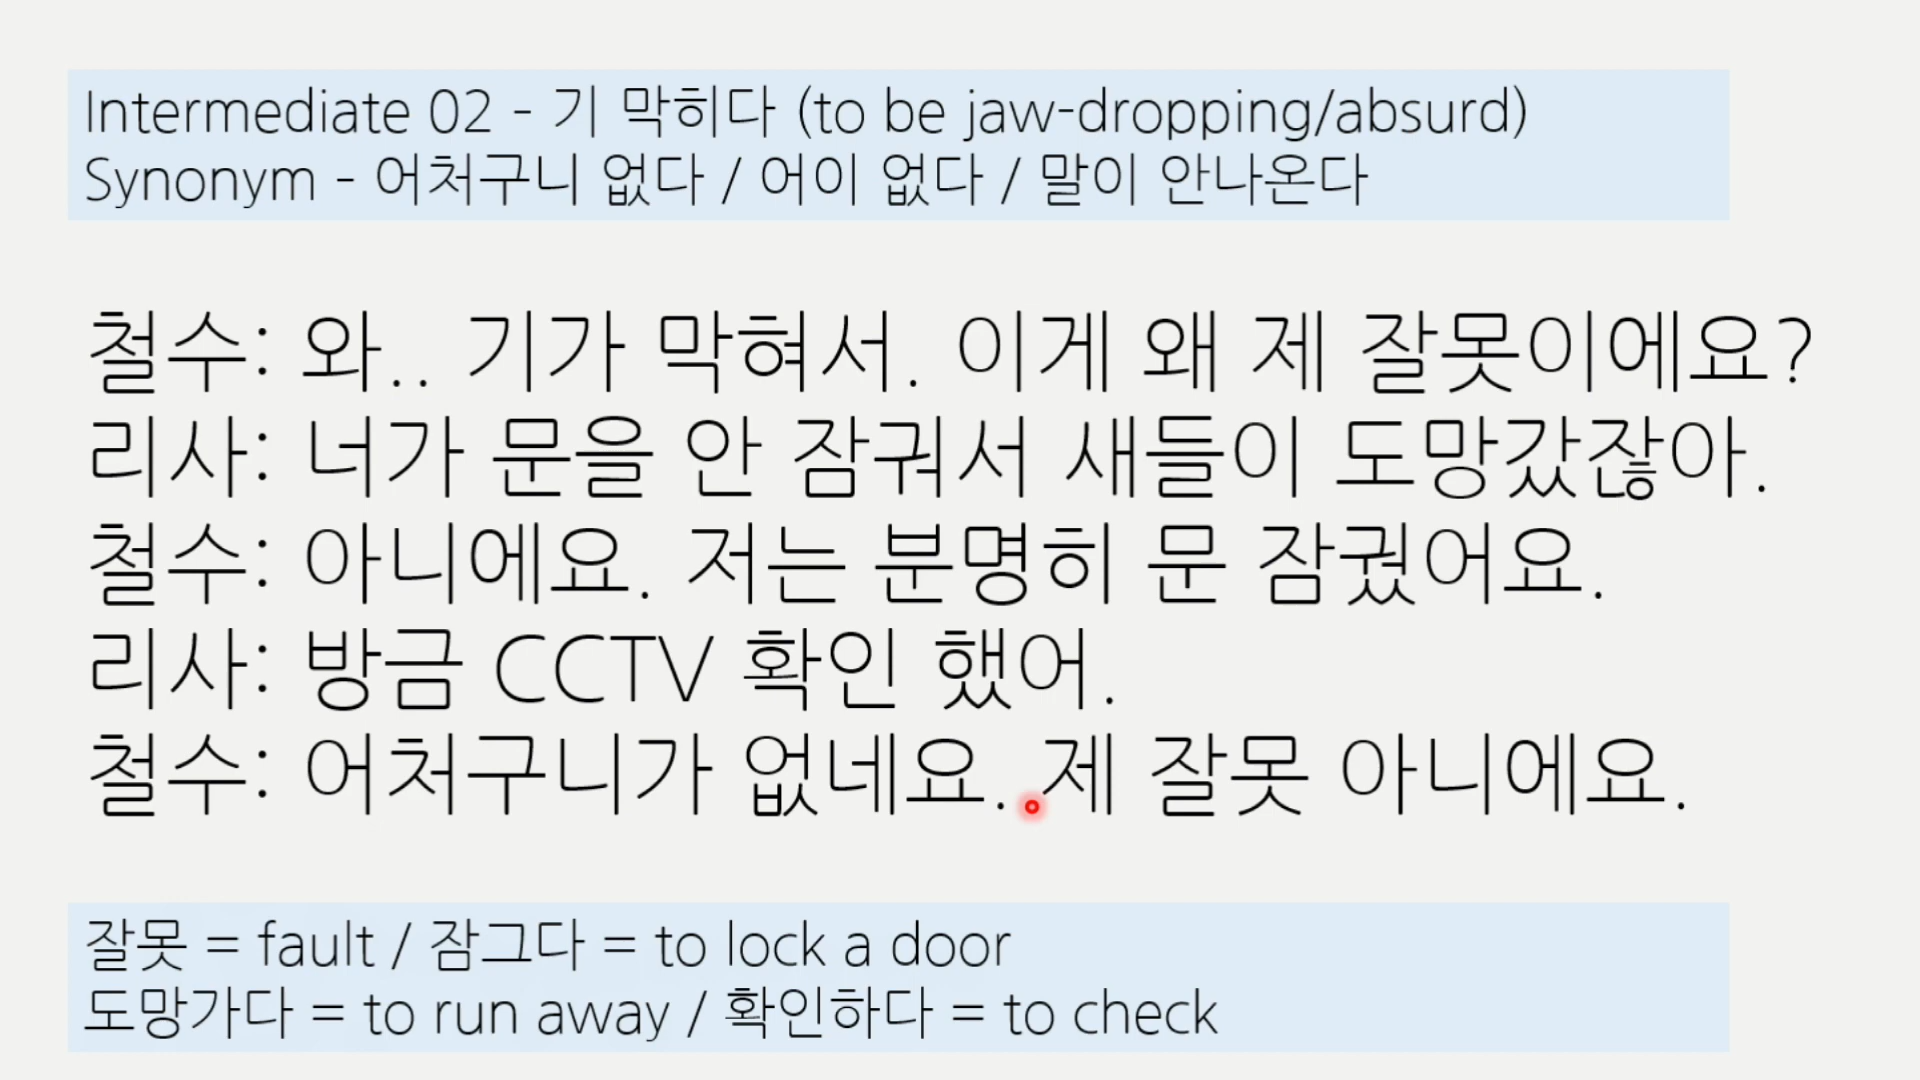 Intermediate 02 - 기 막히다 (to be jaw-dropping/absurd)
Synonym - 어처구니 없다 / 어이 없다 / 말이 안나온다
철수: 와.. 기가 막혀서. 이게 왜 제 잘못이에요?
리사: 너가 문을 안 잠궈서 새들이 도망갔잖아.
철수: 아니에요. 저는 분명히 문 잠궜어요.
리사: 방금 CCTV 확인 했어.
철수: 어처구니가 없네요. 제 잘못 아니에요.
잘못 = fault / 잠그다 = to lock a door
도망가다 = to run away / 확인하다 = to check